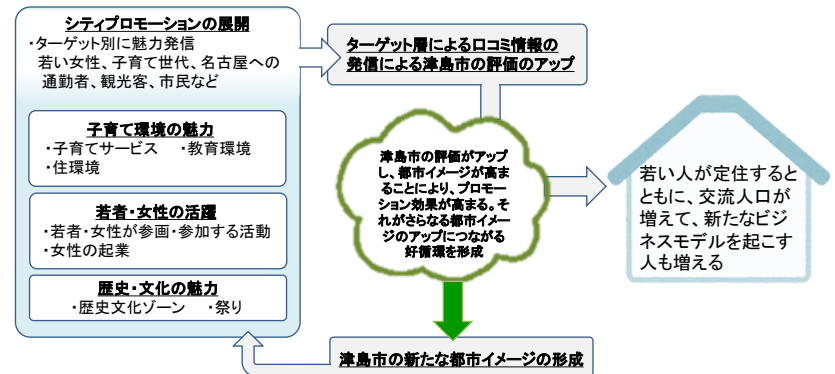 シティプロモーションの展開
・ターゲット別に魅力発信
若い女性、子育て世代、名古屋への
通勤者、観光客、市民など
子育て環境の魅力
・子育てサービス　・教育環境
・住環境
若者・女性の活躍
・若者・女性が参画・参加する活動
・女性の起業
歴史・文化の魅力
・歴史文化ゾーン　・祭り
ターゲット層による口コミ情報の
発信による津島市の評価のアップ
津島市の評価がアップ
し、都市イメージが高ま
ることにより、プロモー
ション効果が高まる。そ
れがさらなる都市イメー
ジのアップにつながる
好循環を形成
若い人が定住すると
ともに、交流人口が
増えて、新たなビジ
ネスモデルを起こす
人も増える
津島市の新たな都市イメージの形成